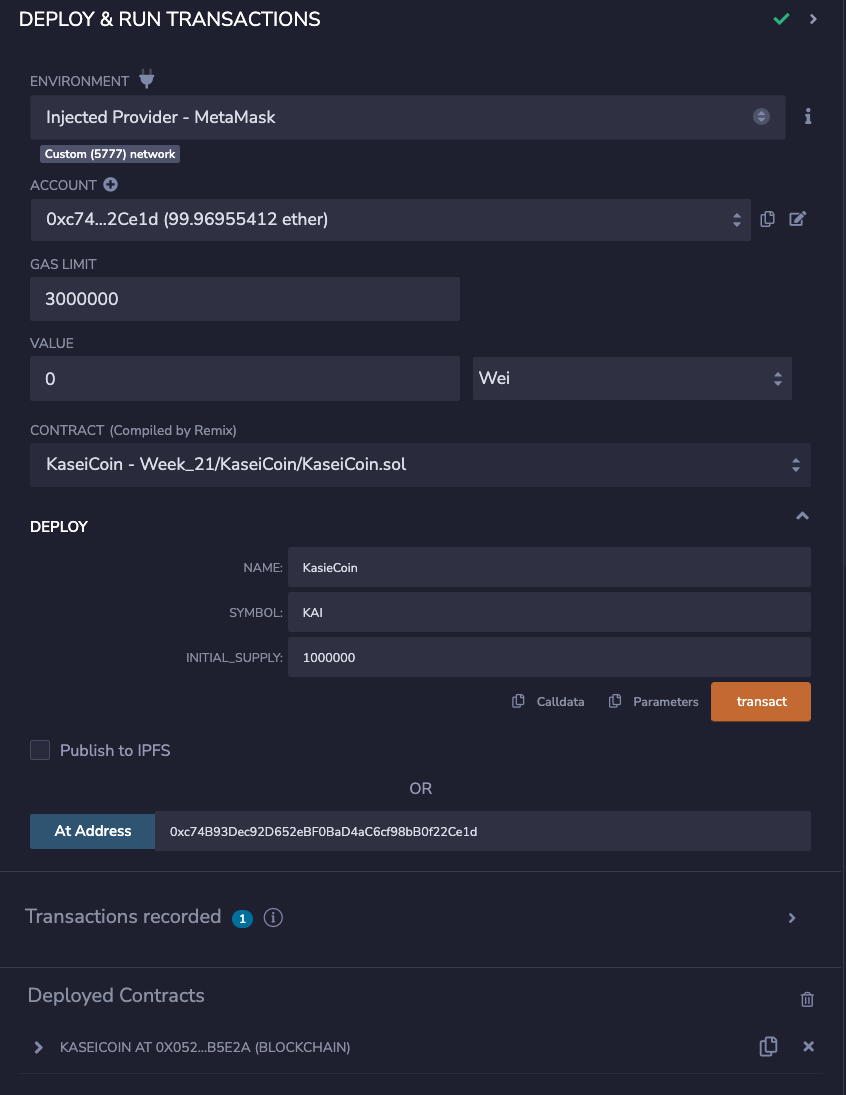 DEPLOY & RUN TRANSACTIONS
ENVIRONMENT
Injected Provider - MetaMask
Custom (5777) network
ACCOUNT
0xc74...2Ce1d (99.96955412 ether)
GAS LIMIT
3000000
VALUE
0 Wei
CONTRACT (Compiled by Remix)
KaseiCoin - Week_21/KaseiCoin/KaseiCoin.sol
DEPLOY
NAME: KasieCoin
SYMBOL: KAI
INITIAL_SUPPLY: 1000000
Calldata Parameters transact
Publish to IPFS
OR
At Address 0xc74B93Dec92D652eBF0BaD4aC6cf98bB0f22Ce1d
Transactions recorded 1 i
Deployed Contracts
KASEICOIN AT 0X052...B5E2A (BLOCKCHAIN)